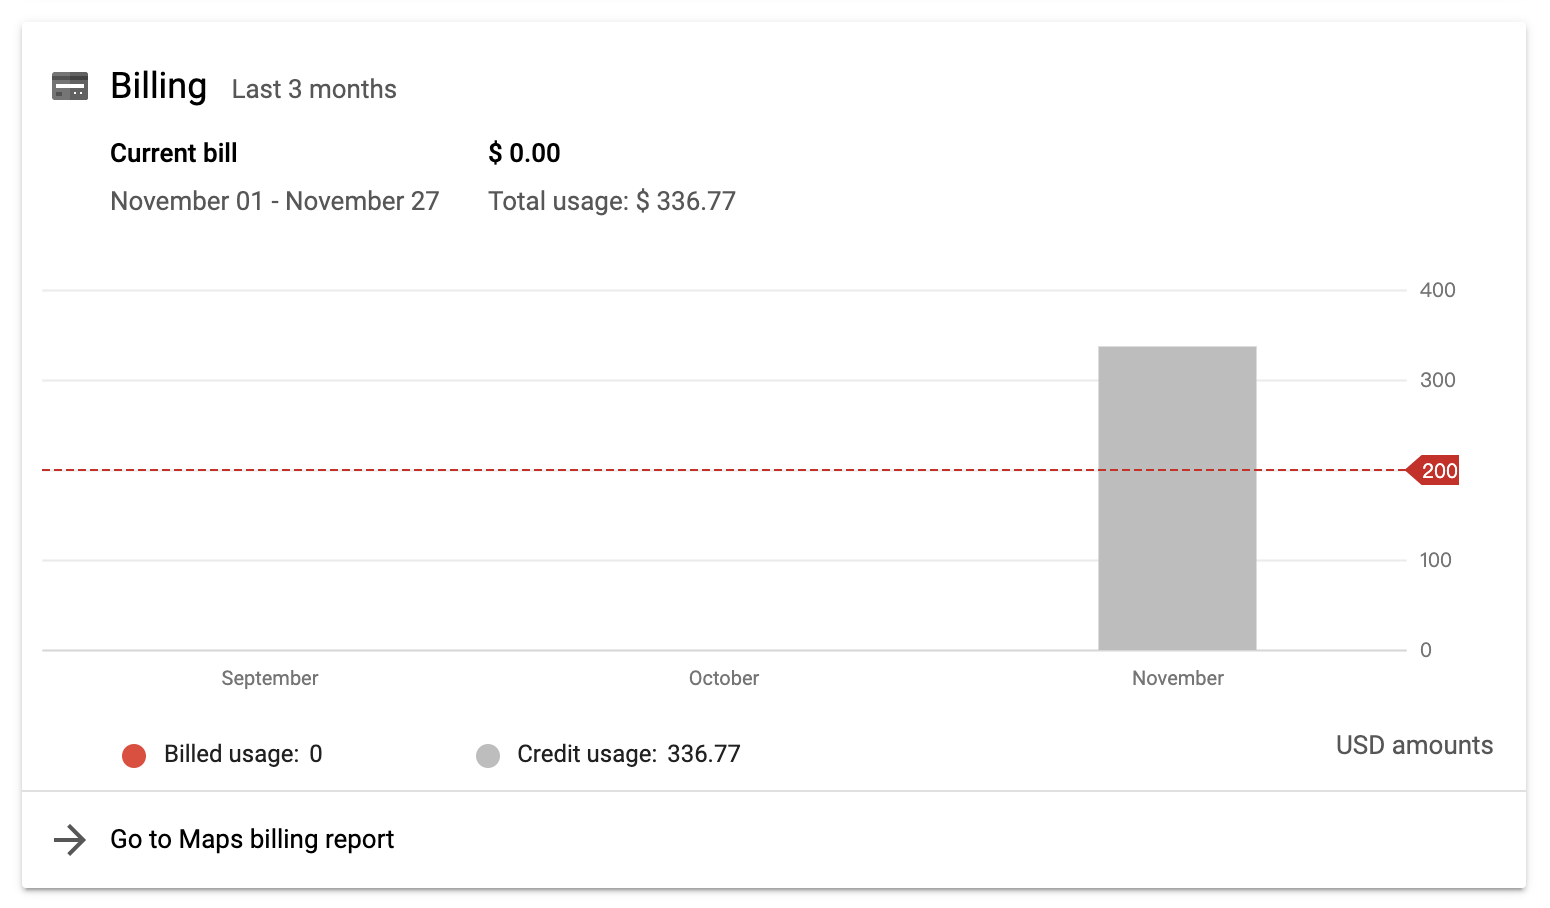 Billing Last 3 months
Current bill $ 0.00
November 01 - November 27 Total usage: $ 336.77
400
300
200
100
0
September October November
Billed usage: 0 Credit usage: 336.77 USD amounts
Go to Maps billing report